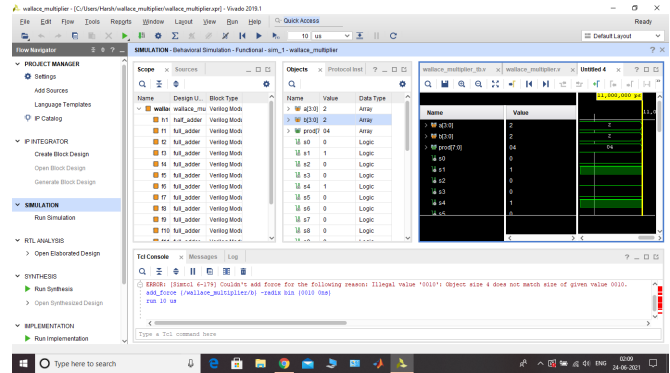 wallace_multiplier - [C:/Users/Harsh/wallace_multiplier/wallace_multiplier.xpr] - Vivado 2019.1
File Edit Flow Tools Reports Window Layout View Run Help Quick Access
Ready
10 us
Default Layout
Flow Navigator
SIMULATION - Behavioral Simulation - Functional - sim_1 - wallace_multiplier
PROJECT MANAGER
Settings
Add Sources
Language Templates
IP Catalog
IP INTEGRATOR
Create Block Design
Open Block Design
Generate Block Design
SIMULATION
Run Simulation
RTL ANALYSIS
Open Elaborated Design
SYNTHESIS
Run Synthesis
Open Synthesized Design
IMPLEMENTATION
Run Implementation
Scope Sources
Name Design U... Block Type
wallac wallace_mu Verilog Modu
h1 half_adder Verilog Modu
f1 full_adder Verilog Modu
f2 full_adder Verilog Modu
f3 full_adder Verilog Modu
f4 full_adder Verilog Modu
f5 full_adder Verilog Modu
f6 full_adder Verilog Modu
f7 full_adder Verilog Modu
f8 full_adder Verilog Modu
f9 full_adder Verilog Modu
f10 full_adder Verilog Modu
Objects Protocol Inst
Name Value Data Type
a[3:0] 2 Array
b[3:0] 2 Array
prod[7 04 Array
s0 0 Logic
s1 1 Logic
s2 0 Logic
s3 0 Logic
s4 1 Logic
s5 0 Logic
s6 0 Logic
s7 0 Logic
s8 0 Logic
wallace_multiplier_tb.v wallace_multiplier.v Untitled 4
11,000,000 ps
Name Value
a[3:0] 2 2
b[3:0] 2 2
prod[7:0] 04 04
s0 0
s1 1
s2 0
s3 0
s4 1
s5 0
Tcl Console Messages Log
ERROR: [Simtcl 6-179] Couldn't add force for the following reason: Illegal value '0010': Object size 4 does not match size of given value 0010.
add_force {/wallace_multiplier/b} -radix bin {0010 0ns}
run 10 us
Type a Tcl command here
Type here to search
ENG
02:09
24-06-2021